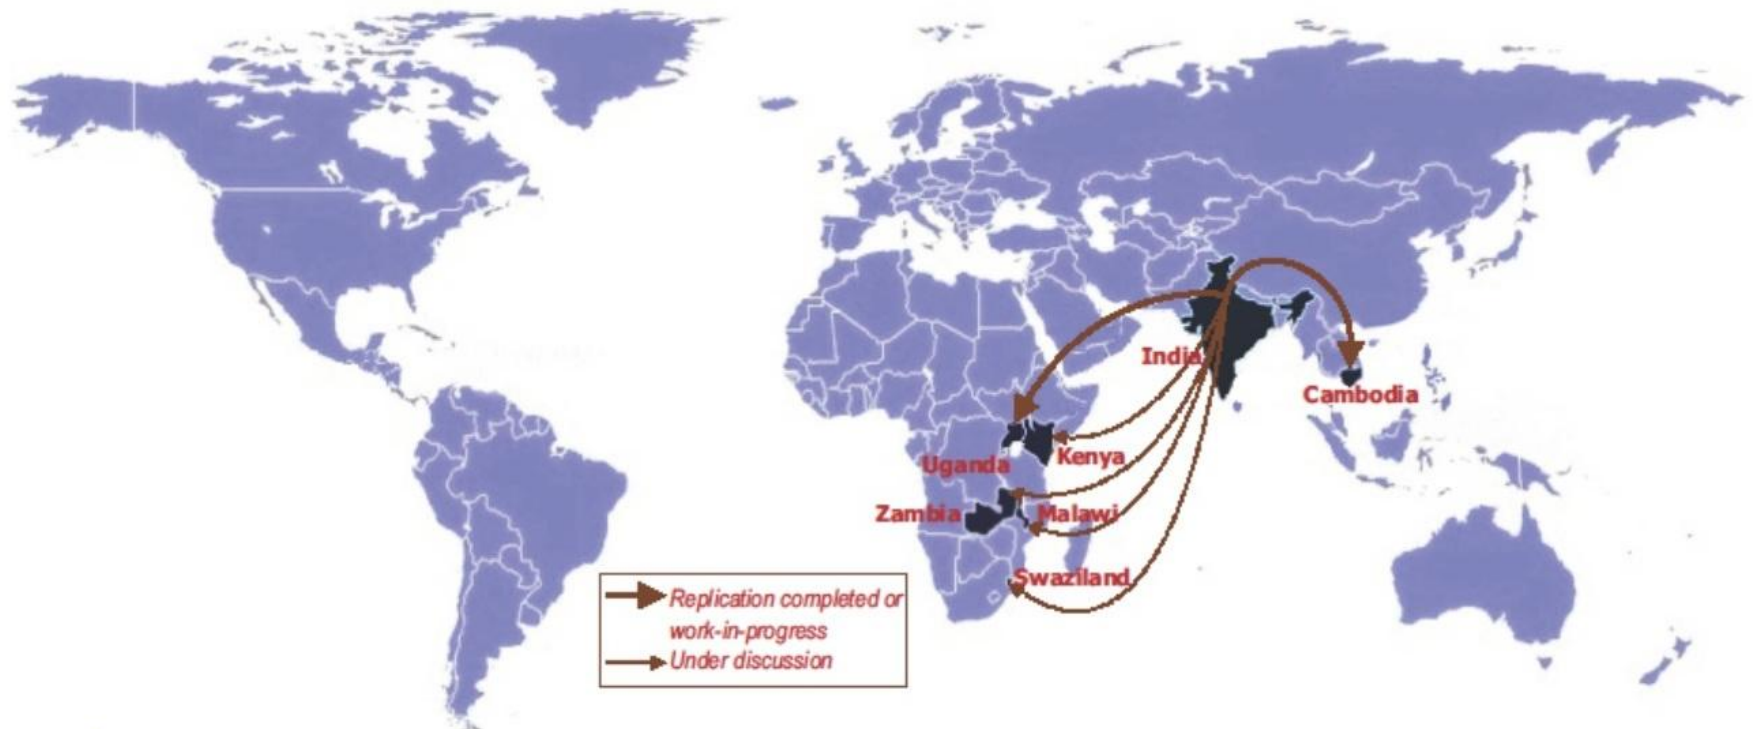 India
Cambodia
Uganda
Kenya
Zambia
Malawi
Swaziland
Replication completed or
work-in-progress
Under discussion